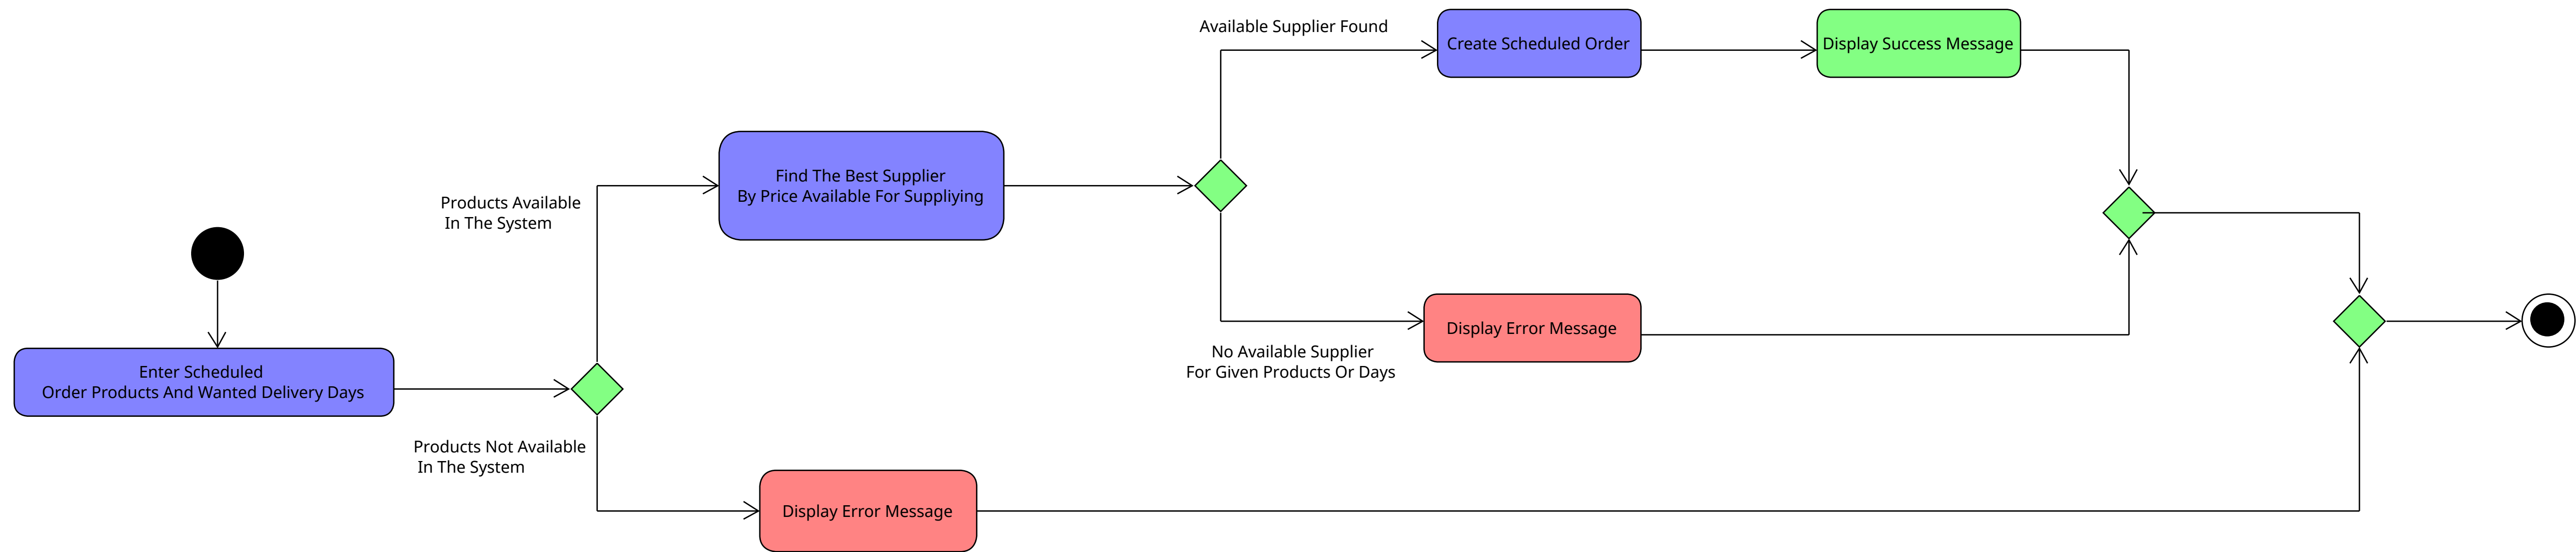 Available Supplier Found
Create Scheduled Order
Display Success Message
Find The Best Supplier
By Price Available For Suppliying
Products Available
In The System
No Available Supplier
For Given Products Or Days
Display Error Message
Enter Scheduled
Order Products And Wanted Delivery Days
Products Not Available
In The System
Display Error Message